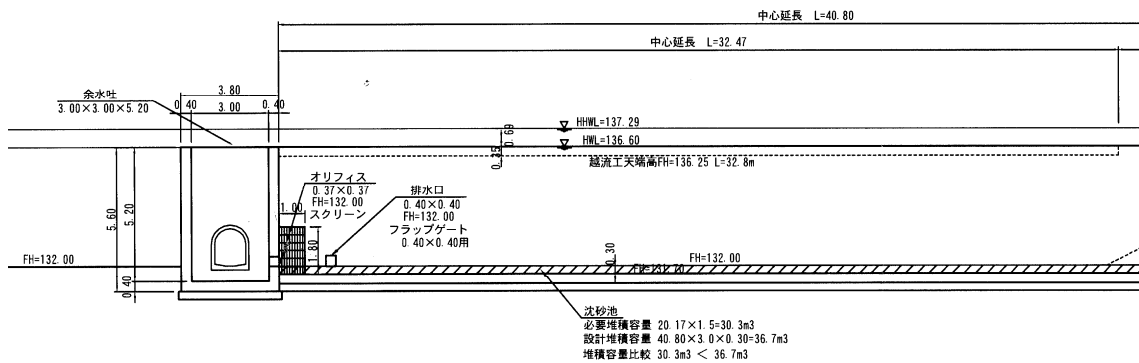 中心延長 L=40.80
中心延長 L=32.47
余水吐
3.00×3.00×5.20
3.80
0.40
3.00
0.40
HHWL=137.29
0.69
HWL=136.60
0.35
越流工天端高FH=136.25 L=32.8m
オリフィス
0.37×0.37
1.00
FH=132.00
スクリーン
排水口
0.40×0.40
FH=132.00
フラップゲート
0.40×0.40用
5.60
5.20
1.80
0.30
FH=132.00
FH=132.00
FH=131.70
0.40
沈砂池
必要堆積容量 20.17×1.5=30.3m3
設計堆積容量 40.80×3.0×0.30=36.7m3
堆積容量比較 30.3m3 < 36.7m3